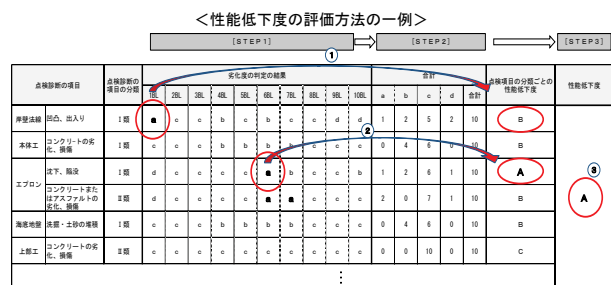 ＜性能低下度の評価方法の一例＞
[STEP1] [STEP2] [STEP3]
①
点検診断の項目 点検診断の項目の分類 劣化度の判定の結果 合計 点検項目の分類ごとの性能低下度 性能低下度
1BL 2BL 3BL 4BL 5BL 6BL 7BL 8BL 9BL 10BL a b c d 合計
岸壁法線 凹凸、出入り Ⅰ類 a c c b c b c c d d 1 2 5 2 10 B
②
本体工 コンクリートの劣化、損傷 Ⅰ類 c c c b b b b c c c 0 4 6 0 10 B
エプロン 沈下、陥没 Ⅰ類 d c c c c a b c c b 1 2 6 1 10 A
③
コンクリートまたはアスファルトの劣化、損傷 Ⅱ類 d c c c c a a c c c 2 0 7 1 10 B
A
海底地盤 洗掘・土砂の堆積 Ⅰ類 c c c b b b b c c c 0 4 6 0 10 B
上部工 コンクリートの劣化、損傷 Ⅱ類 c c c c c c c c c c 0 0 10 0 10 C
⋮